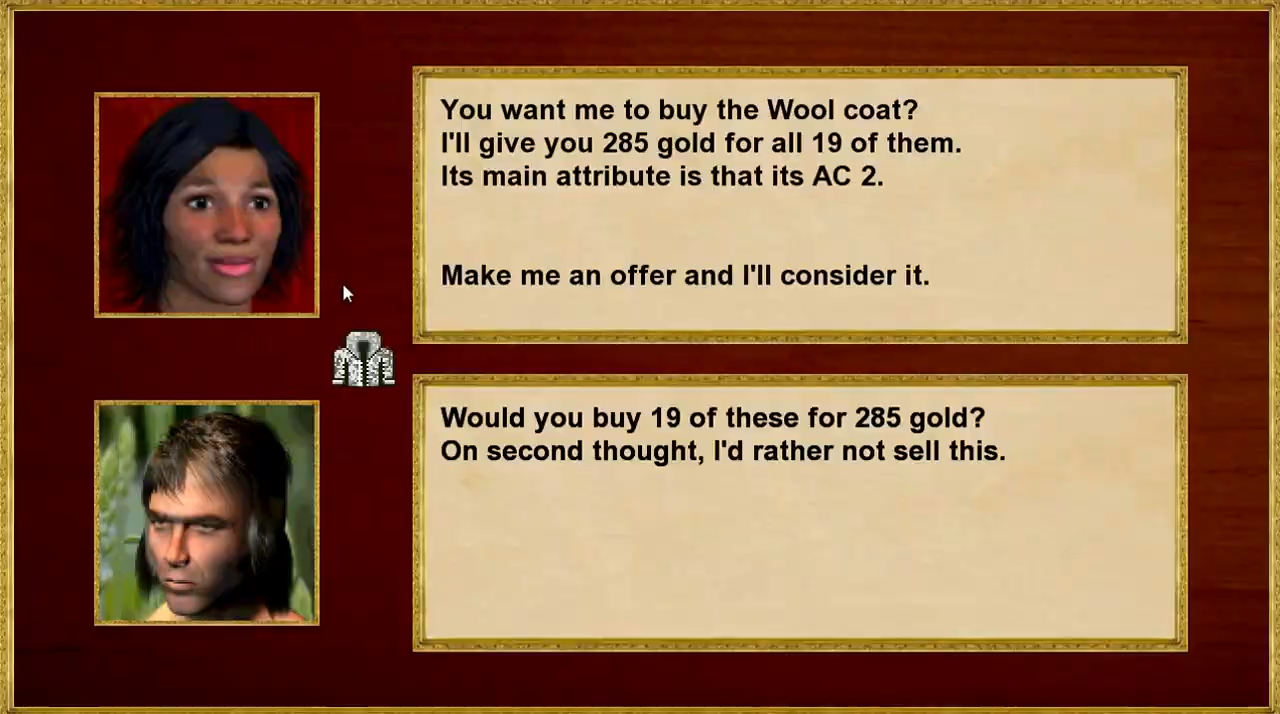 You want me to buy the Wool coat?
I'll give you 285 gold for all 19 of them.
Its main attribute is that its AC 2.
Make me an offer and I'll consider it.
Would you buy 19 of these for 285 gold?
On second thought, I'd rather not sell this.